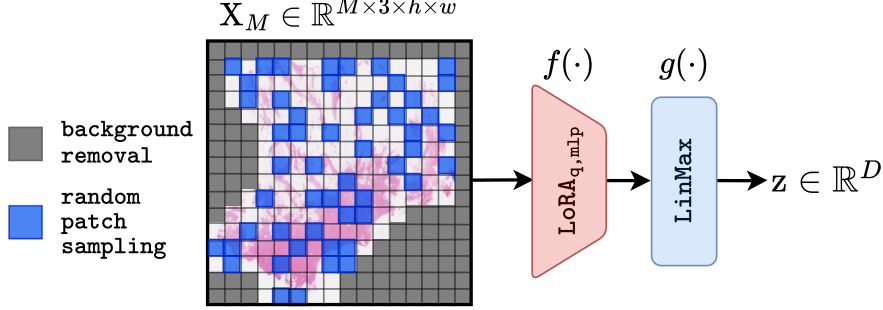 X_M ∈ ℝ^{M×3×h×w}
background
removal
random
patch
sampling
f(·)
LoRA_{q,mlp}
g(·)
LinMax
z ∈ ℝ^D